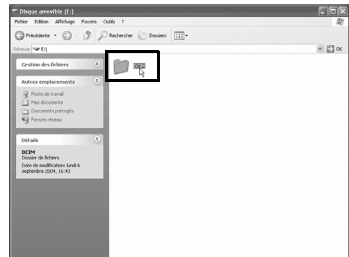 Disque amovible (E:)
Fichier Edition Affichage Favoris Outils ?
Précédente Rechercher Dossiers
Adresse E:\ OK
Gestion des fichiers
DCIM
Autres emplacements
Poste de travail
Mes documents
Documents partagés
Favoris réseau
Détails
DCIM
Dossier de fichiers
Date de modification: lundi 6
septembre 2004, 16:43